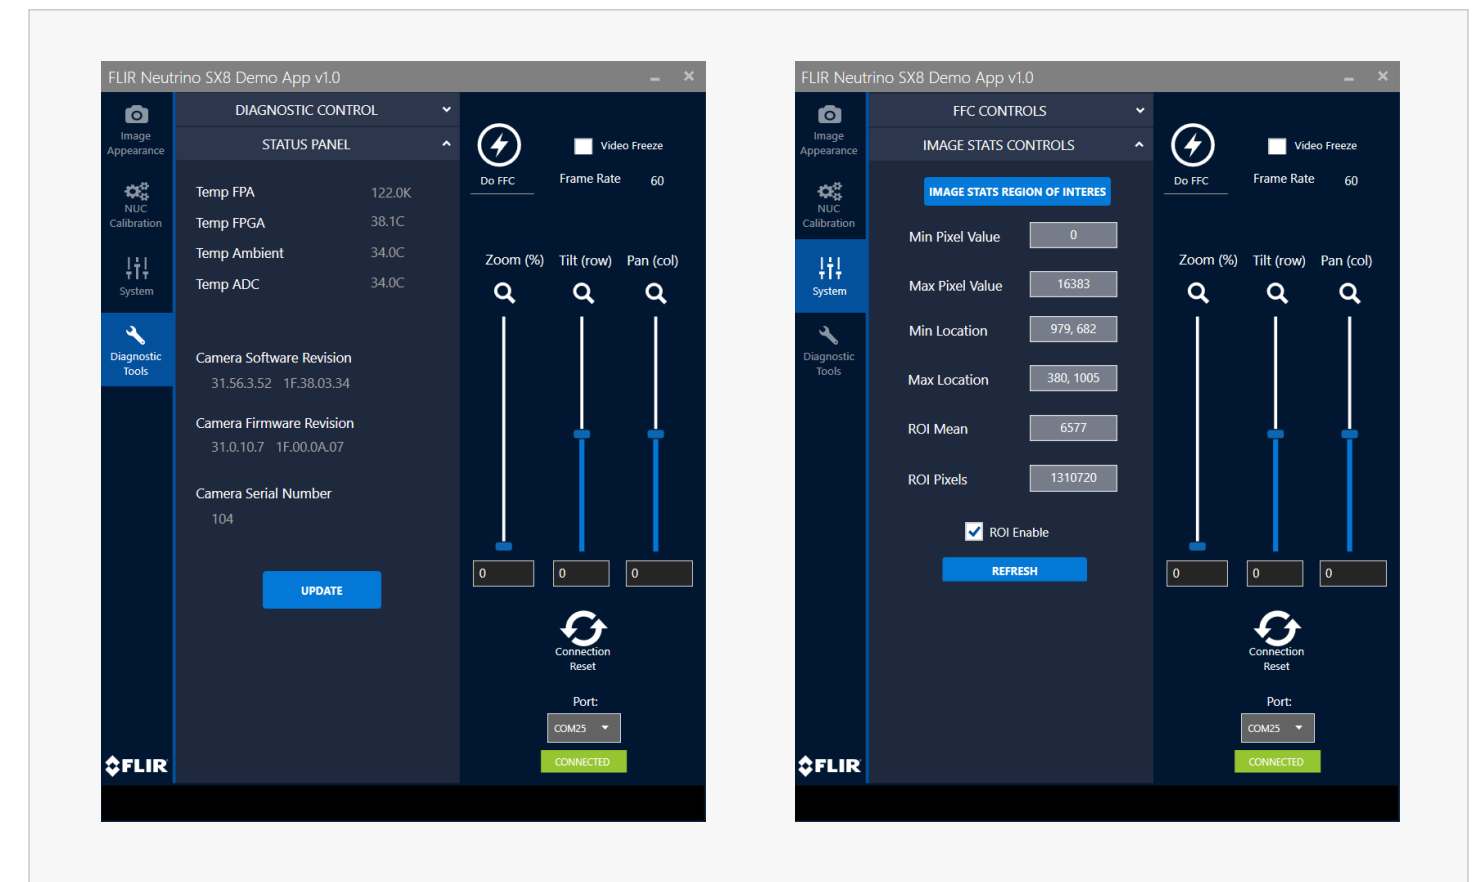 FLIR Neutrino SX8 Demo App v1.0
Image
Appearance
NUC
Calibration
System
Diagnostic
Tools
FLIR
DIAGNOSTIC CONTROL
STATUS PANEL
Temp FPA 122.0K
Temp FPGA 38.1C
Temp Ambient 34.0C
Temp ADC 34.0C
Camera Software Revision
31.56.3.52 1F.38.03.34
Camera Firmware Revision
31.0.10.7 1F.00.0A.07
Camera Serial Number
104
UPDATE
Do FFC
Video Freeze
Frame Rate 60
Zoom (%) Tilt (row) Pan (col)
0 0 0
Connection
Reset
Port:
COM25
CONNECTED
FLIR Neutrino SX8 Demo App v1.0
Image
Appearance
NUC
Calibration
System
Diagnostic
Tools
FLIR
FFC CONTROLS
IMAGE STATS CONTROLS
IMAGE STATS REGION OF INTERES
Min Pixel Value 0
Max Pixel Value 16383
Min Location 979, 682
Max Location 380, 1005
ROI Mean 6577
ROI Pixels 1310720
ROI Enable
REFRESH
Do FFC
Video Freeze
Frame Rate 60
Zoom (%) Tilt (row) Pan (col)
0 0 0
Connection
Reset
Port:
COM25
CONNECTED